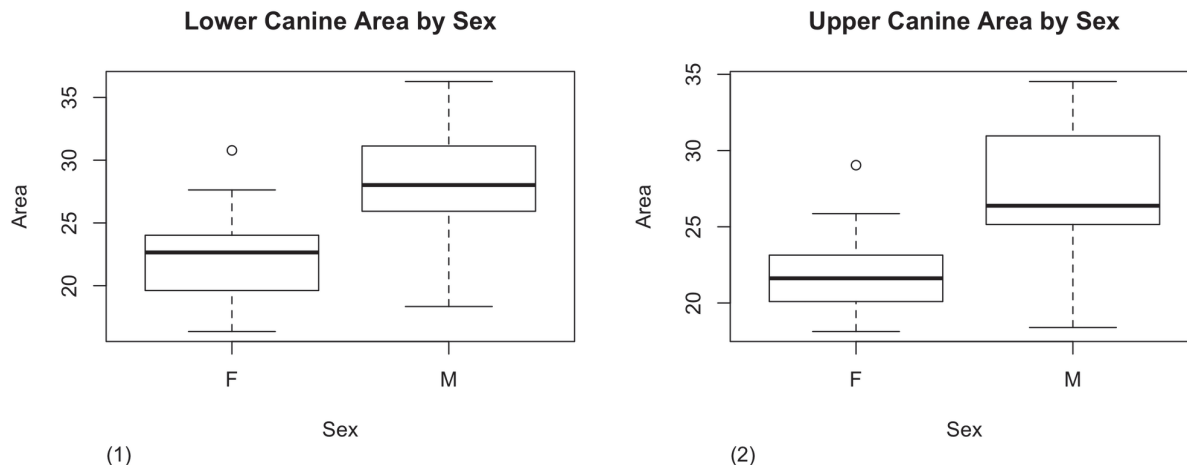 Lower Canine Area by Sex
Area
35
30
25
20
F M
Sex
(1)
Upper Canine Area by Sex
Area
35
30
25
20
F M
Sex
(2)